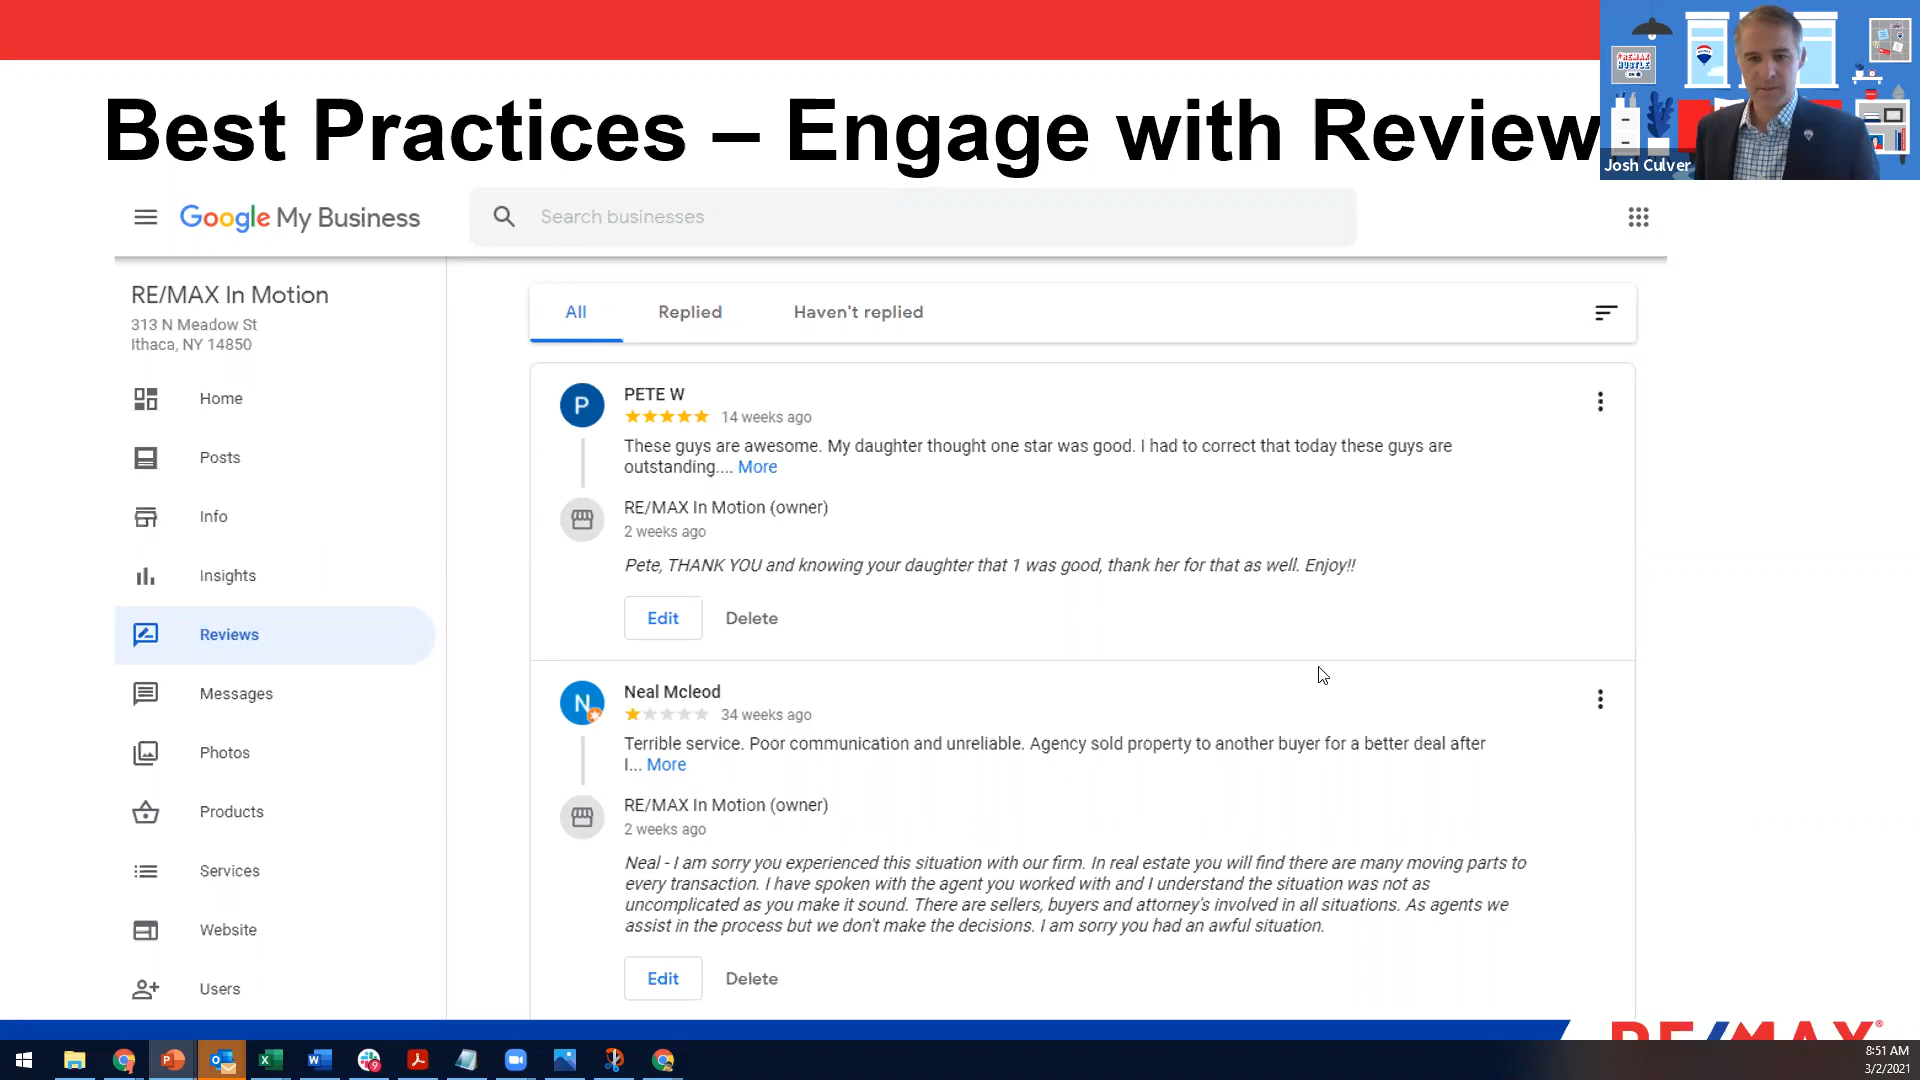 Best Practices – Engage with Review
#REMAX
HUSTLE
ON
Josh Culver
Google My Business
Search businesses
RE/MAX In Motion
313 N Meadow St
Ithaca, NY 14850
Home
Posts
Info
Insights
Reviews
Messages
Photos
Products
Services
Website
Users
All Replied Haven't replied
P
PETE W
14 weeks ago
These guys are awesome. My daughter thought one star was good. I had to correct that today these guys are
outstanding.... More
RE/MAX In Motion (owner)
2 weeks ago
Pete, THANK YOU and knowing your daughter that 1 was good, thank her for that as well. Enjoy!!
Edit Delete
N
Neal Mcleod
34 weeks ago
Terrible service. Poor communication and unreliable. Agency sold property to another buyer for a better deal after
I... More
RE/MAX In Motion (owner)
2 weeks ago
Neal - I am sorry you experienced this situation with our firm. In real estate you will find there are many moving parts to
every transaction. I have spoken with the agent you worked with and I understand the situation was not as
uncomplicated as you make it sound. There are sellers, buyers and attorney's involved in all situations. As agents we
assist in the process but we don't make the decisions. I am sorry you had an awful situation.
Edit Delete
RE/MAX®
8:51 AM
3/2/2021